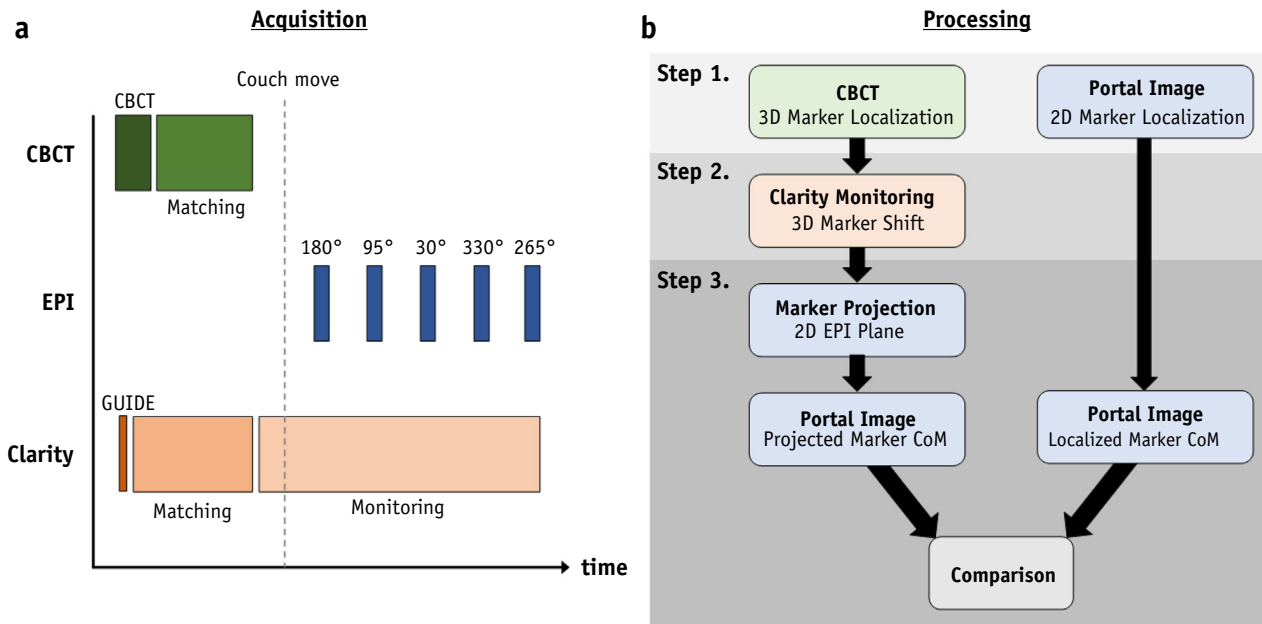 a
Acquisition
Couch move
CBCT
CBCT
Matching
180° 95° 30° 330° 265°
EPI
GUIDE
Clarity
Matching
Monitoring
time
b
Processing
Step 1.
CBCT
3D Marker Localization
Portal Image
2D Marker Localization
Step 2.
Clarity Monitoring
3D Marker Shift
Step 3.
Marker Projection
2D EPI Plane
Portal Image
Projected Marker CoM
Portal Image
Localized Marker CoM
Comparison